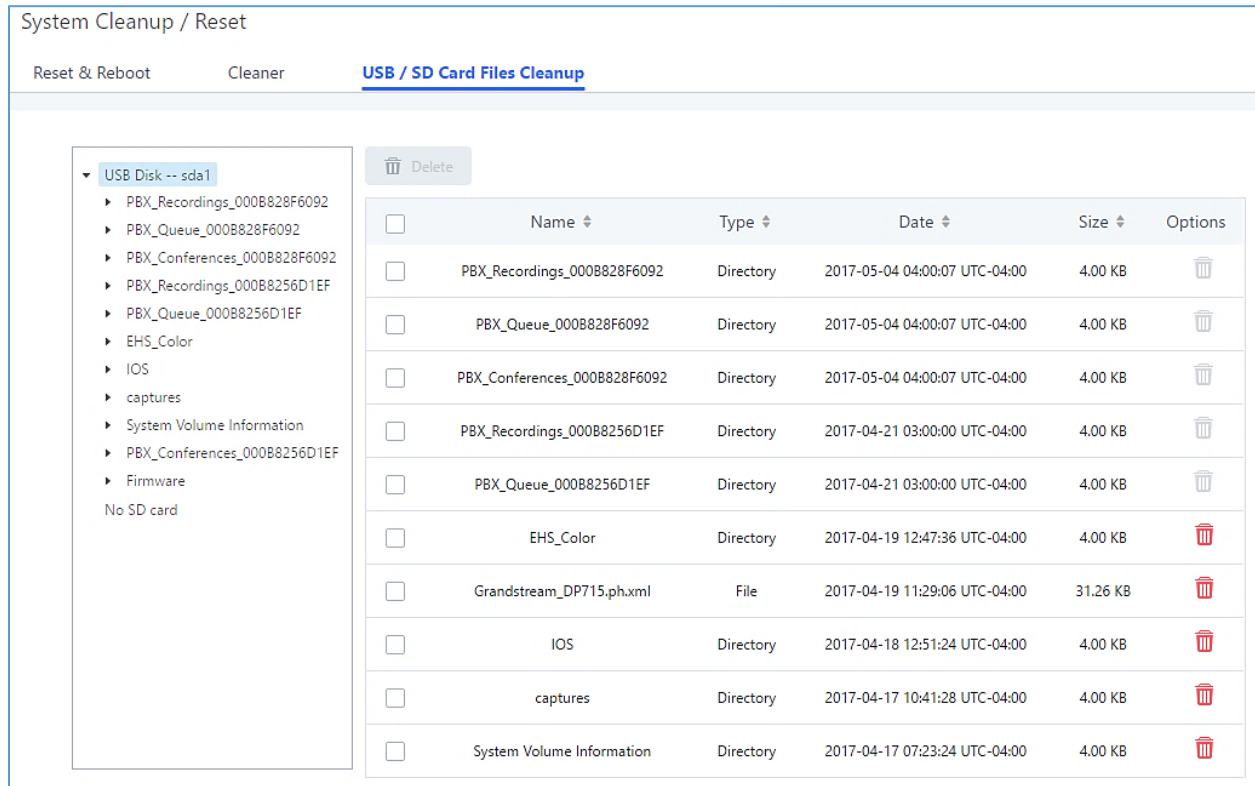 System Cleanup / Reset
Reset & Reboot Cleaner USB / SD Card Files Cleanup
USB Disk -- sda1
PBX_Recordings_000B828F6092
PBX_Queue_000B828F6092
PBX_Conferences_000B828F6092
PBX_Recordings_000B8256D1EF
PBX_Queue_000B8256D1EF
EHS_Color
IOS
captures
System Volume Information
PBX_Conferences_000B8256D1EF
Firmware
No SD card
Delete
Name Type Date Size Options
PBX_Recordings_000B828F6092 Directory 2017-05-04 04:00:07 UTC-04:00 4.00 KB
PBX_Queue_000B828F6092 Directory 2017-05-04 04:00:07 UTC-04:00 4.00 KB
PBX_Conferences_000B828F6092 Directory 2017-05-04 04:00:07 UTC-04:00 4.00 KB
PBX_Recordings_000B8256D1EF Directory 2017-04-21 03:00:00 UTC-04:00 4.00 KB
PBX_Queue_000B8256D1EF Directory 2017-04-21 03:00:00 UTC-04:00 4.00 KB
EHS_Color Directory 2017-04-19 12:47:36 UTC-04:00 4.00 KB
Grandstream_DP715.ph.xml File 2017-04-19 11:29:06 UTC-04:00 31.26 KB
IOS Directory 2017-04-18 12:51:24 UTC-04:00 4.00 KB
captures Directory 2017-04-17 10:41:28 UTC-04:00 4.00 KB
System Volume Information Directory 2017-04-17 07:23:24 UTC-04:00 4.00 KB